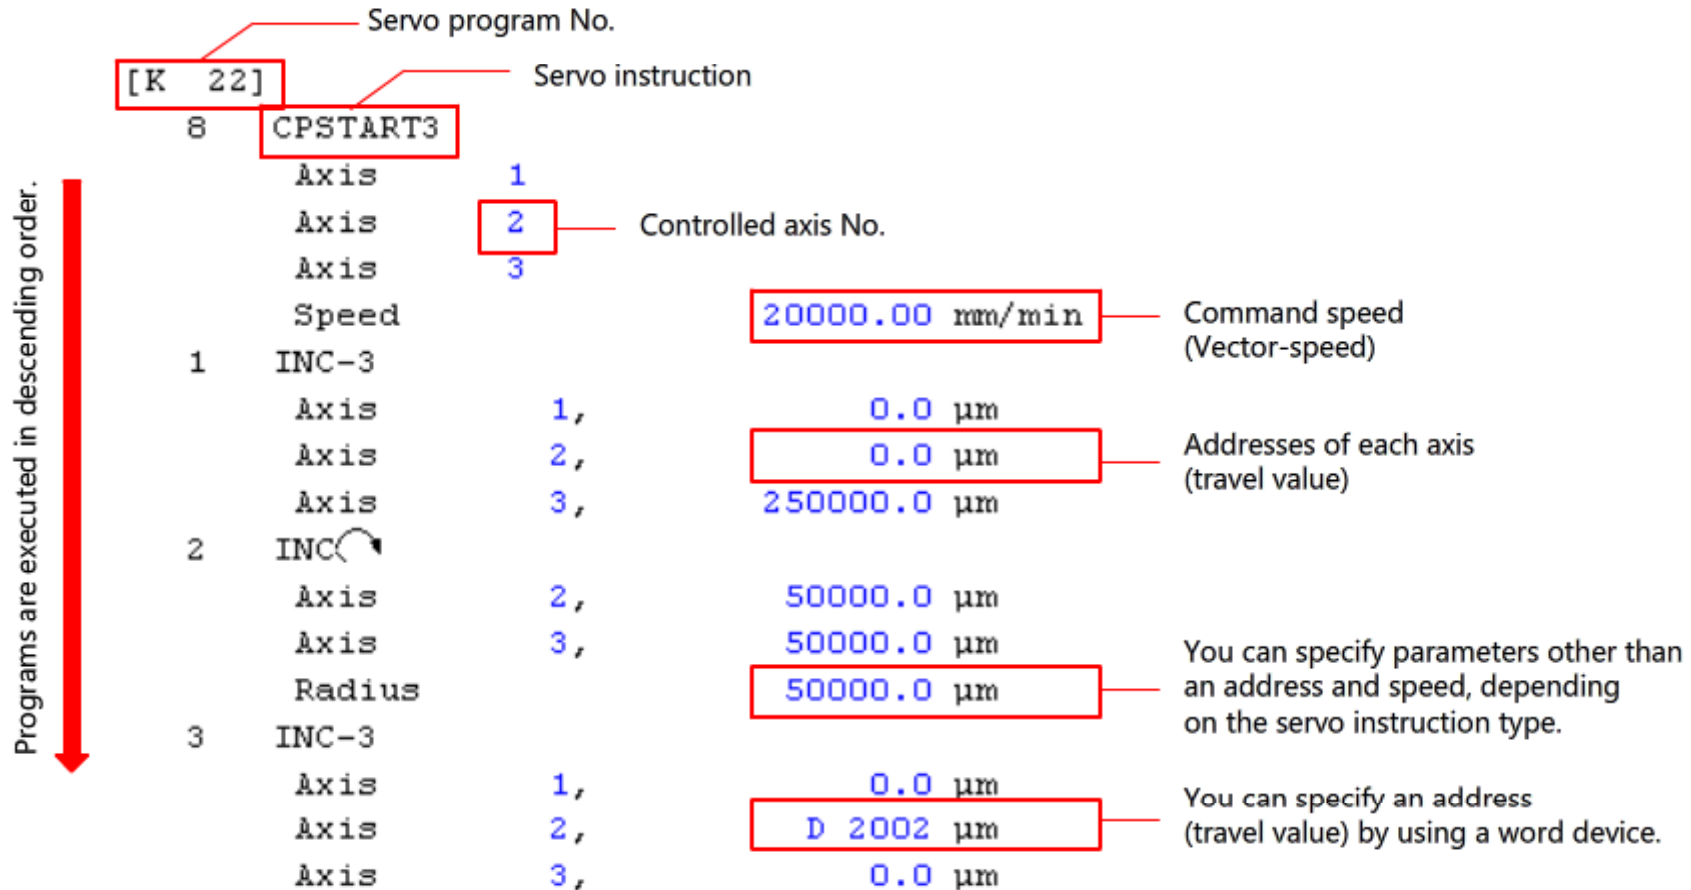 Servo program No.
[K  22]
Servo instruction
8 CPSTART3
Axis 1
Axis 2
Controlled axis No.
Axis 3
Speed 20000.00 mm/min
Command speed
(Vector-speed)
1 INC-3
Axis 1, 0.0 μm
Axis 2, 0.0 μm
Addresses of each axis
(travel value)
Axis 3, 250000.0 μm
2 INC
Axis 2, 50000.0 μm
Axis 3, 50000.0 μm
Radius 50000.0 μm
You can specify parameters other than
an address and speed, depending
on the servo instruction type.
3 INC-3
Axis 1, 0.0 μm
Axis 2, D 2002 μm
You can specify an address
(travel value) by using a word device.
Axis 3, 0.0 μm
Programs are executed in descending order.